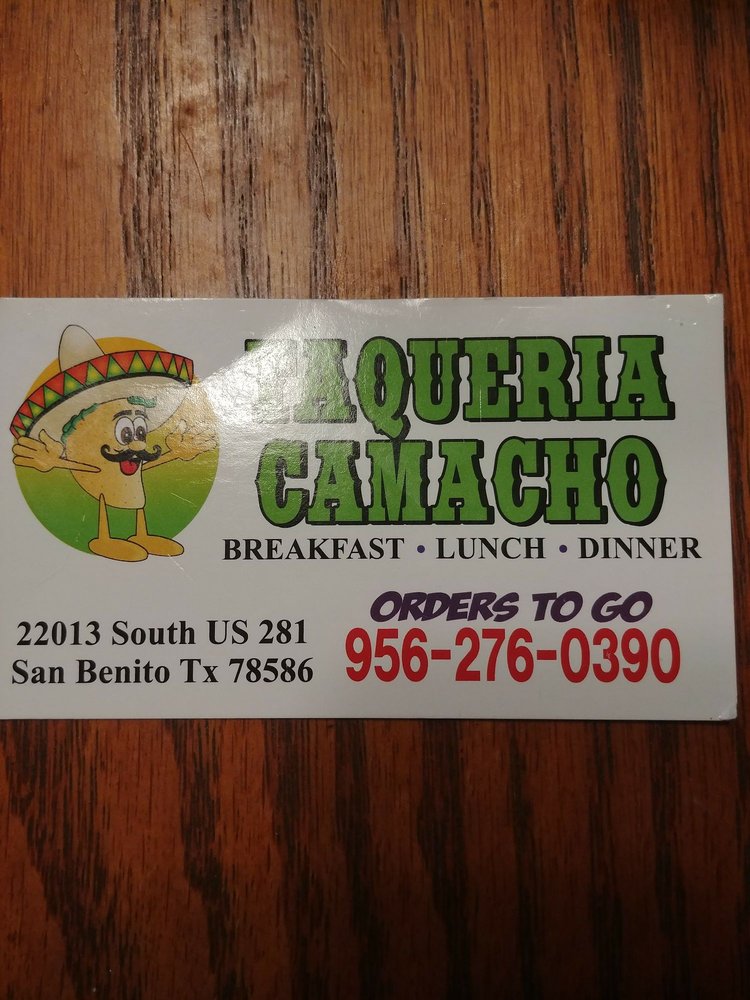 TAQUERIA
CAMACHO
BREAKFAST • LUNCH • DINNER
ORDERS TO GO
956-276-0390
22013 South US 281
San Benito Tx 78586